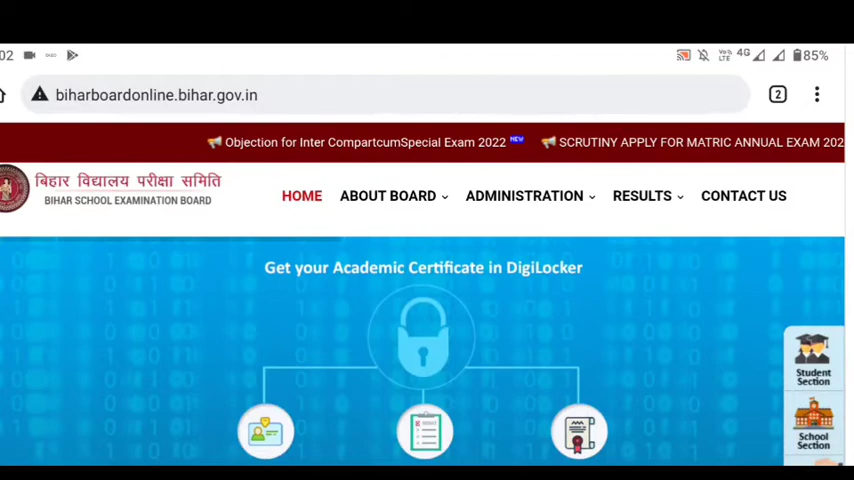 02 4G 85%
biharboardonline.bihar.gov.in 2
Objection for Inter CompartcumSpecial Exam 2022 NEW SCRUTINY APPLY FOR MATRIC ANNUAL EXAM 202
बिहार विद्यालय परीक्षा समिति
BIHAR SCHOOL EXAMINATION BOARD
HOME ABOUT BOARD ADMINISTRATION RESULTS CONTACT US
Get your Academic Certificate in DigiLocker
Student
Section
School
Section